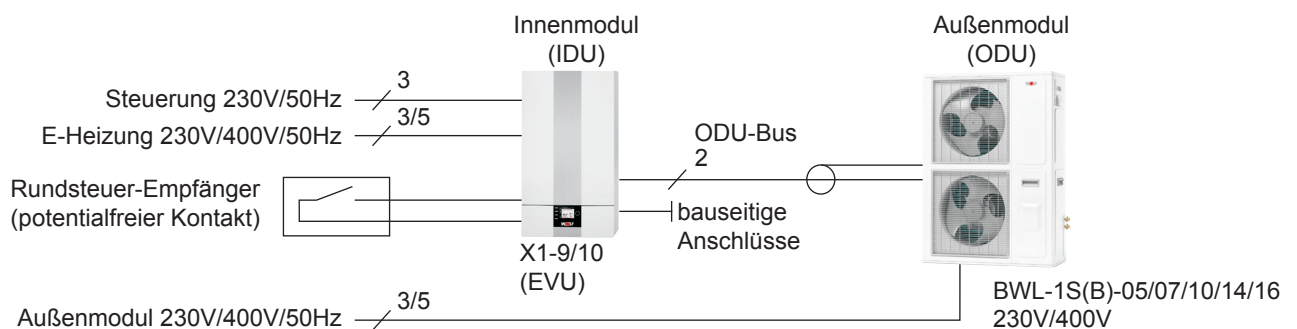 Innenmodul
(IDU)
Außenmodul
(ODU)
Steuerung 230V/50Hz
3
E-Heizung 230V/400V/50Hz
3/5
ODU-Bus
2
Rundsteuer-Empfänger
(potentialfreier Kontakt)
bauseitige
Anschlüsse
X1-9/10
(EVU)
Außenmodul 230V/400V/50Hz
3/5
BWL-1S(B)-05/07/10/14/16
230V/400V